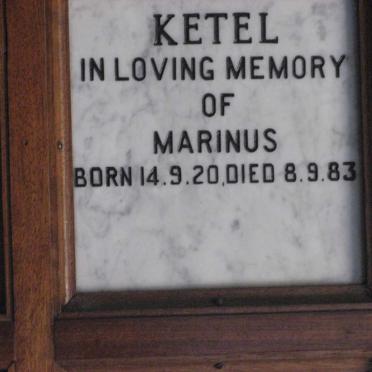 KETEL
IN LOVING MEMORY
OF
MARINUS
BORN 14.9.20,DIED 8.9.83